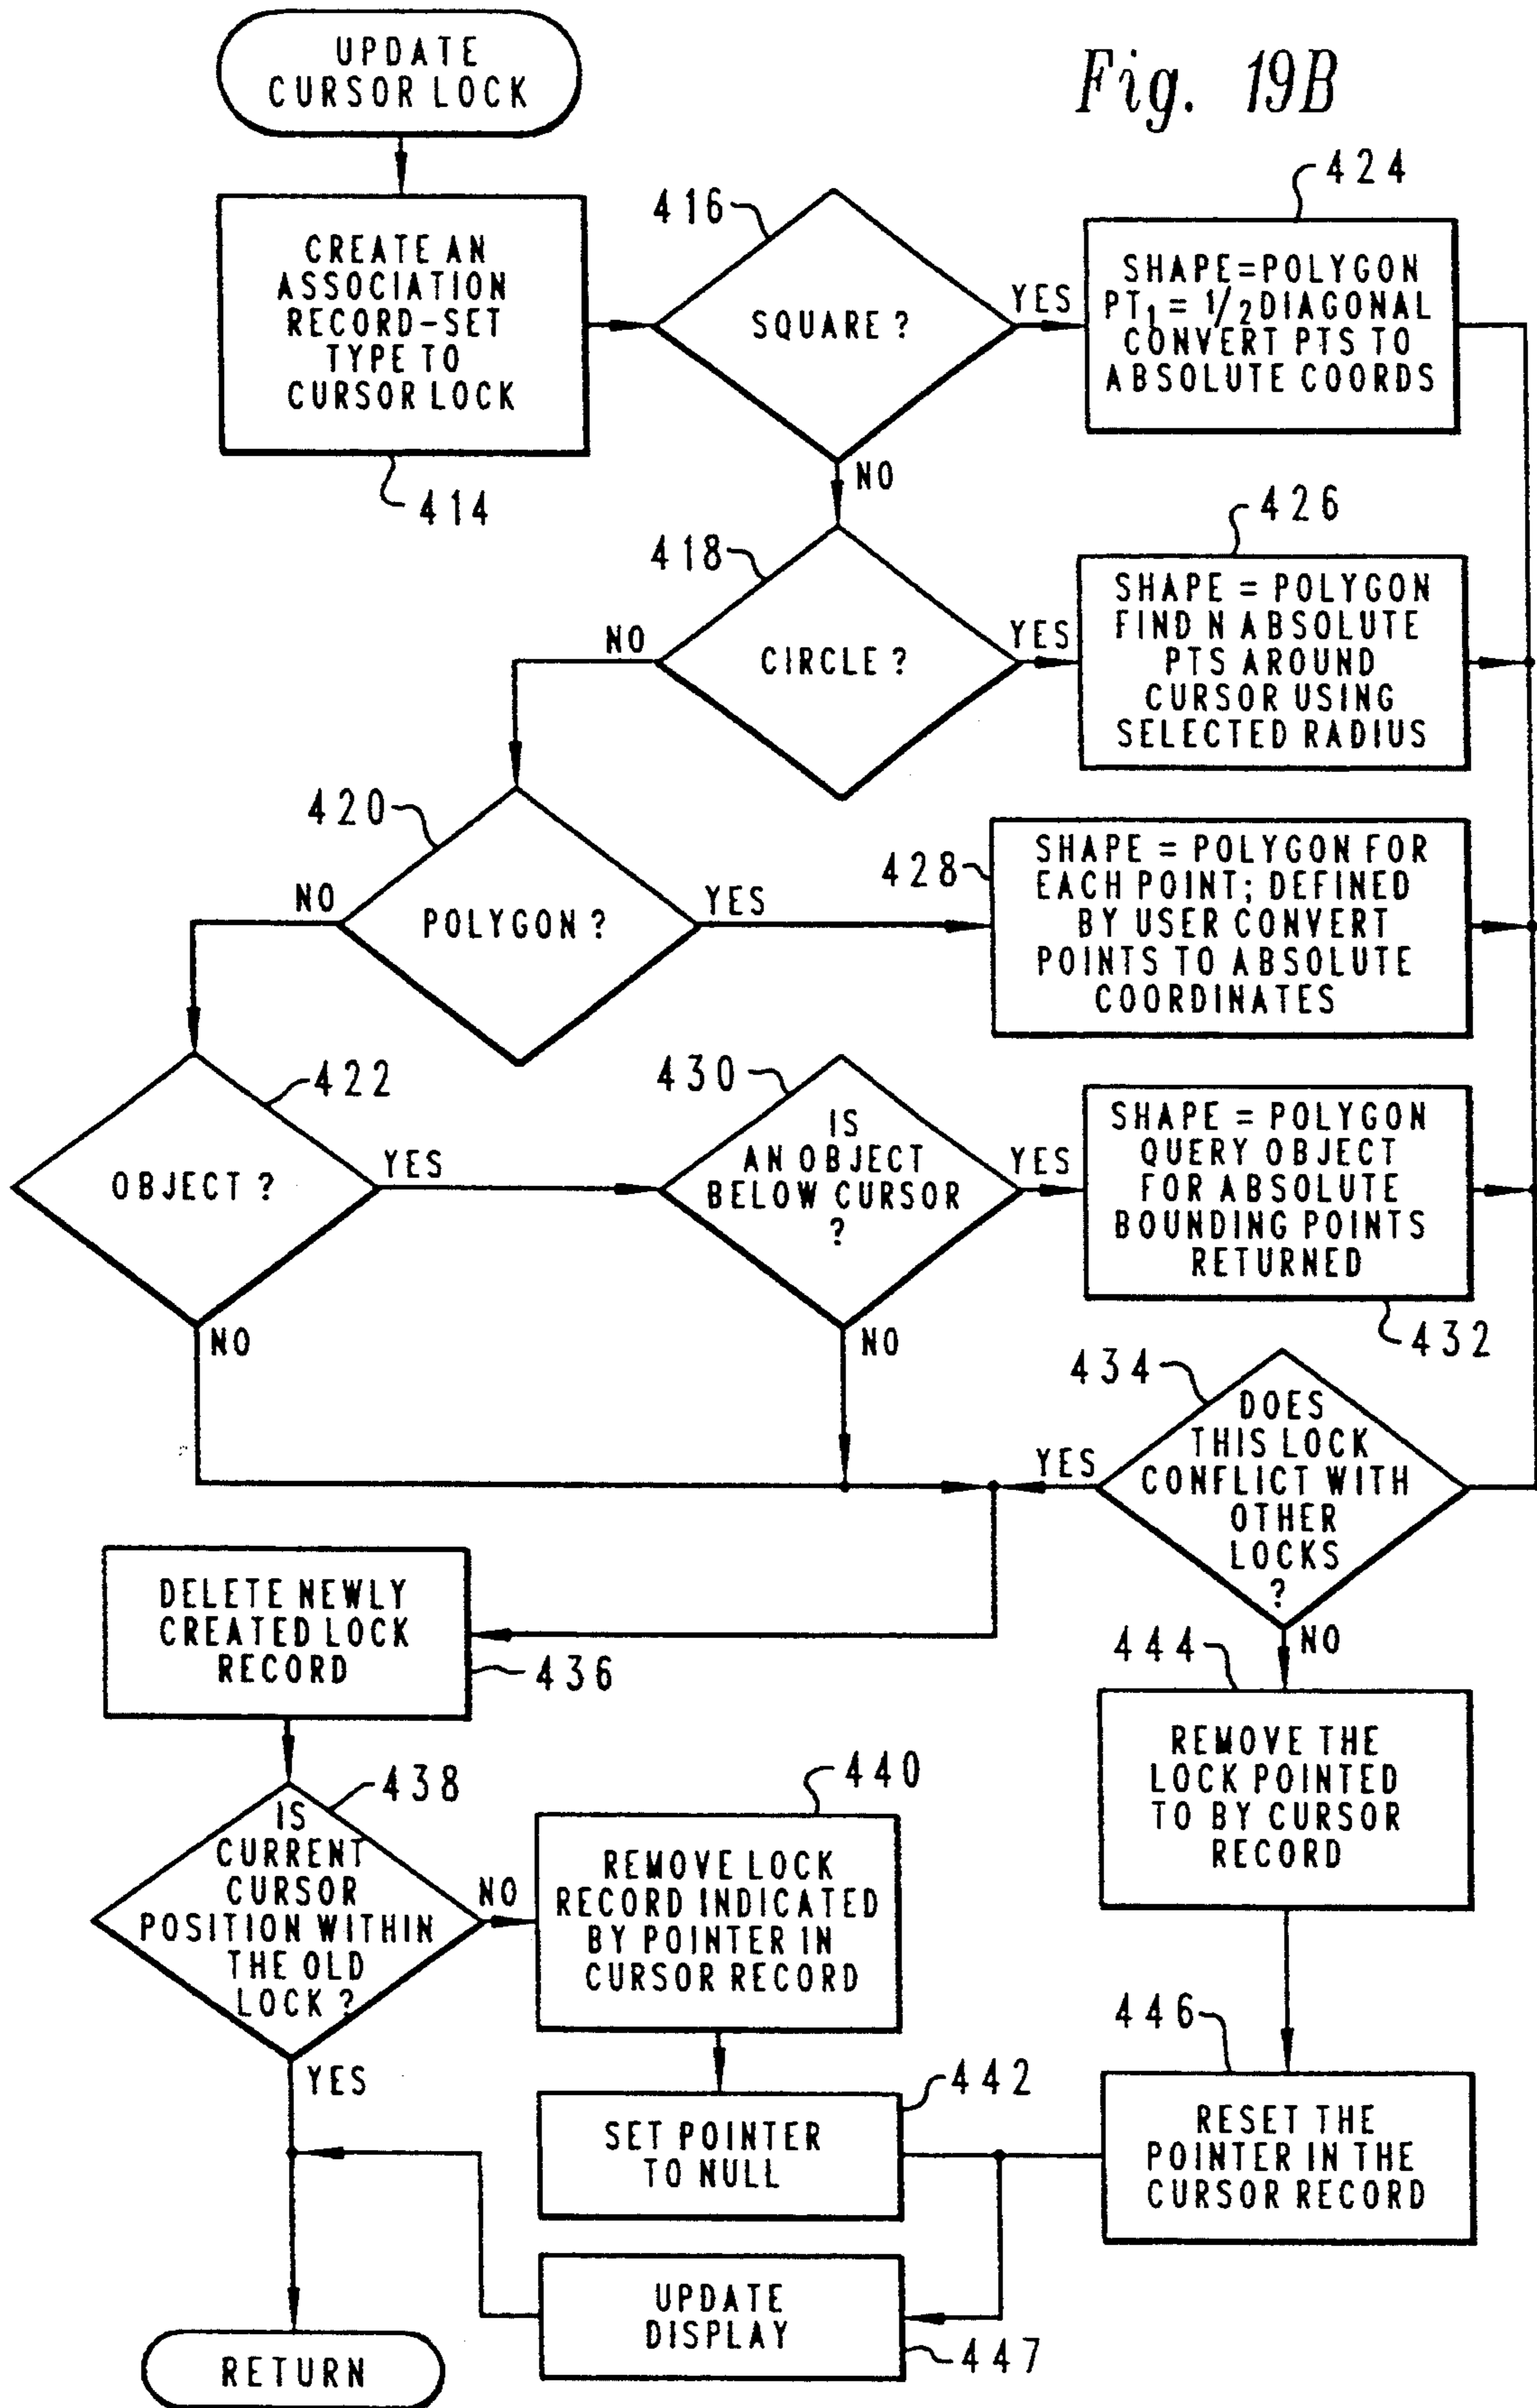 Fig. 19B
UPDATE
CURSOR LOCK
CREATE AN
ASSOCIATION
RECORD-SET
TYPE TO
CURSOR LOCK
414
416
SQUARE ?
YES
NO
424
SHAPE=POLYGON
PT1 = 1/2 DIAGONAL
CONVERT PTS TO
ABSOLUTE COORDS
418
CIRCLE ?
NO
YES
426
SHAPE = POLYGON
FIND N ABSOLUTE
PTS AROUND
CURSOR USING
SELECTED RADIUS
420
POLYGON ?
NO
YES
428
SHAPE = POLYGON FOR
EACH POINT; DEFINED
BY USER CONVERT
POINTS TO ABSOLUTE
COORDINATES
422
OBJECT ?
YES
NO
430
IS
AN OBJECT
BELOW CURSOR
?
YES
NO
SHAPE = POLYGON
QUERY OBJECT
FOR ABSOLUTE
BOUNDING POINTS
RETURNED
432
434
DOES
THIS LOCK
CONFLICT WITH
OTHER
LOCKS
?
YES
NO
DELETE NEWLY
CREATED LOCK
RECORD
436
438
IS
CURRENT
CURSOR
POSITION WITHIN
THE OLD
LOCK ?
NO
YES
440
REMOVE LOCK
RECORD INDICATED
BY POINTER IN
CURSOR RECORD
442
SET POINTER
TO NULL
444
REMOVE THE
LOCK POINTED
TO BY CURSOR
RECORD
446
RESET THE
POINTER IN THE
CURSOR RECORD
UPDATE
DISPLAY
447
RETURN